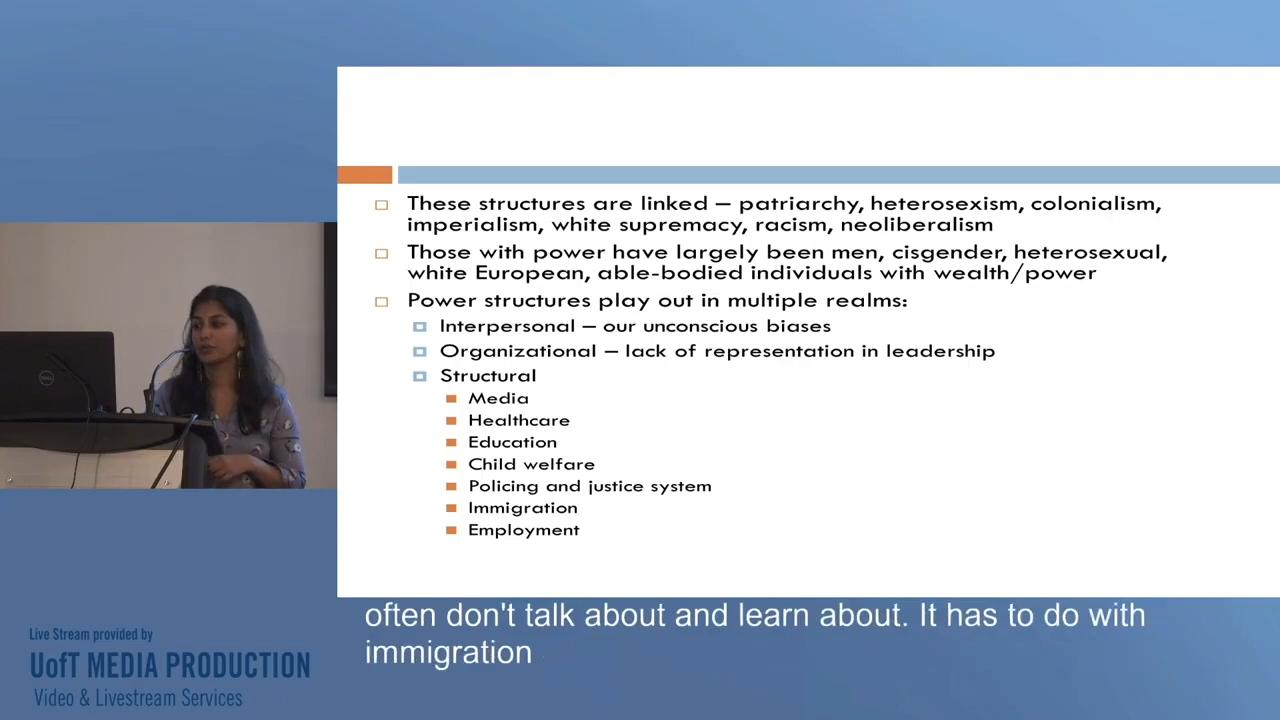 These structures are linked – patriarchy, heterosexism, colonialism,
imperialism, white supremacy, racism, neoliberalism
Those with power have largely been men, cisgender, heterosexual,
white European, able-bodied individuals with wealth/power
Power structures play out in multiple realms:
Interpersonal – our unconscious biases
Organizational – lack of representation in leadership
Structural
Media
Healthcare
Education
Child welfare
Policing and justice system
Immigration
Employment
often don't talk about and learn about. It has to do with
immigration
Live Stream provided by
UofT MEDIA PRODUCTION
Video & Livestream Services
DELL